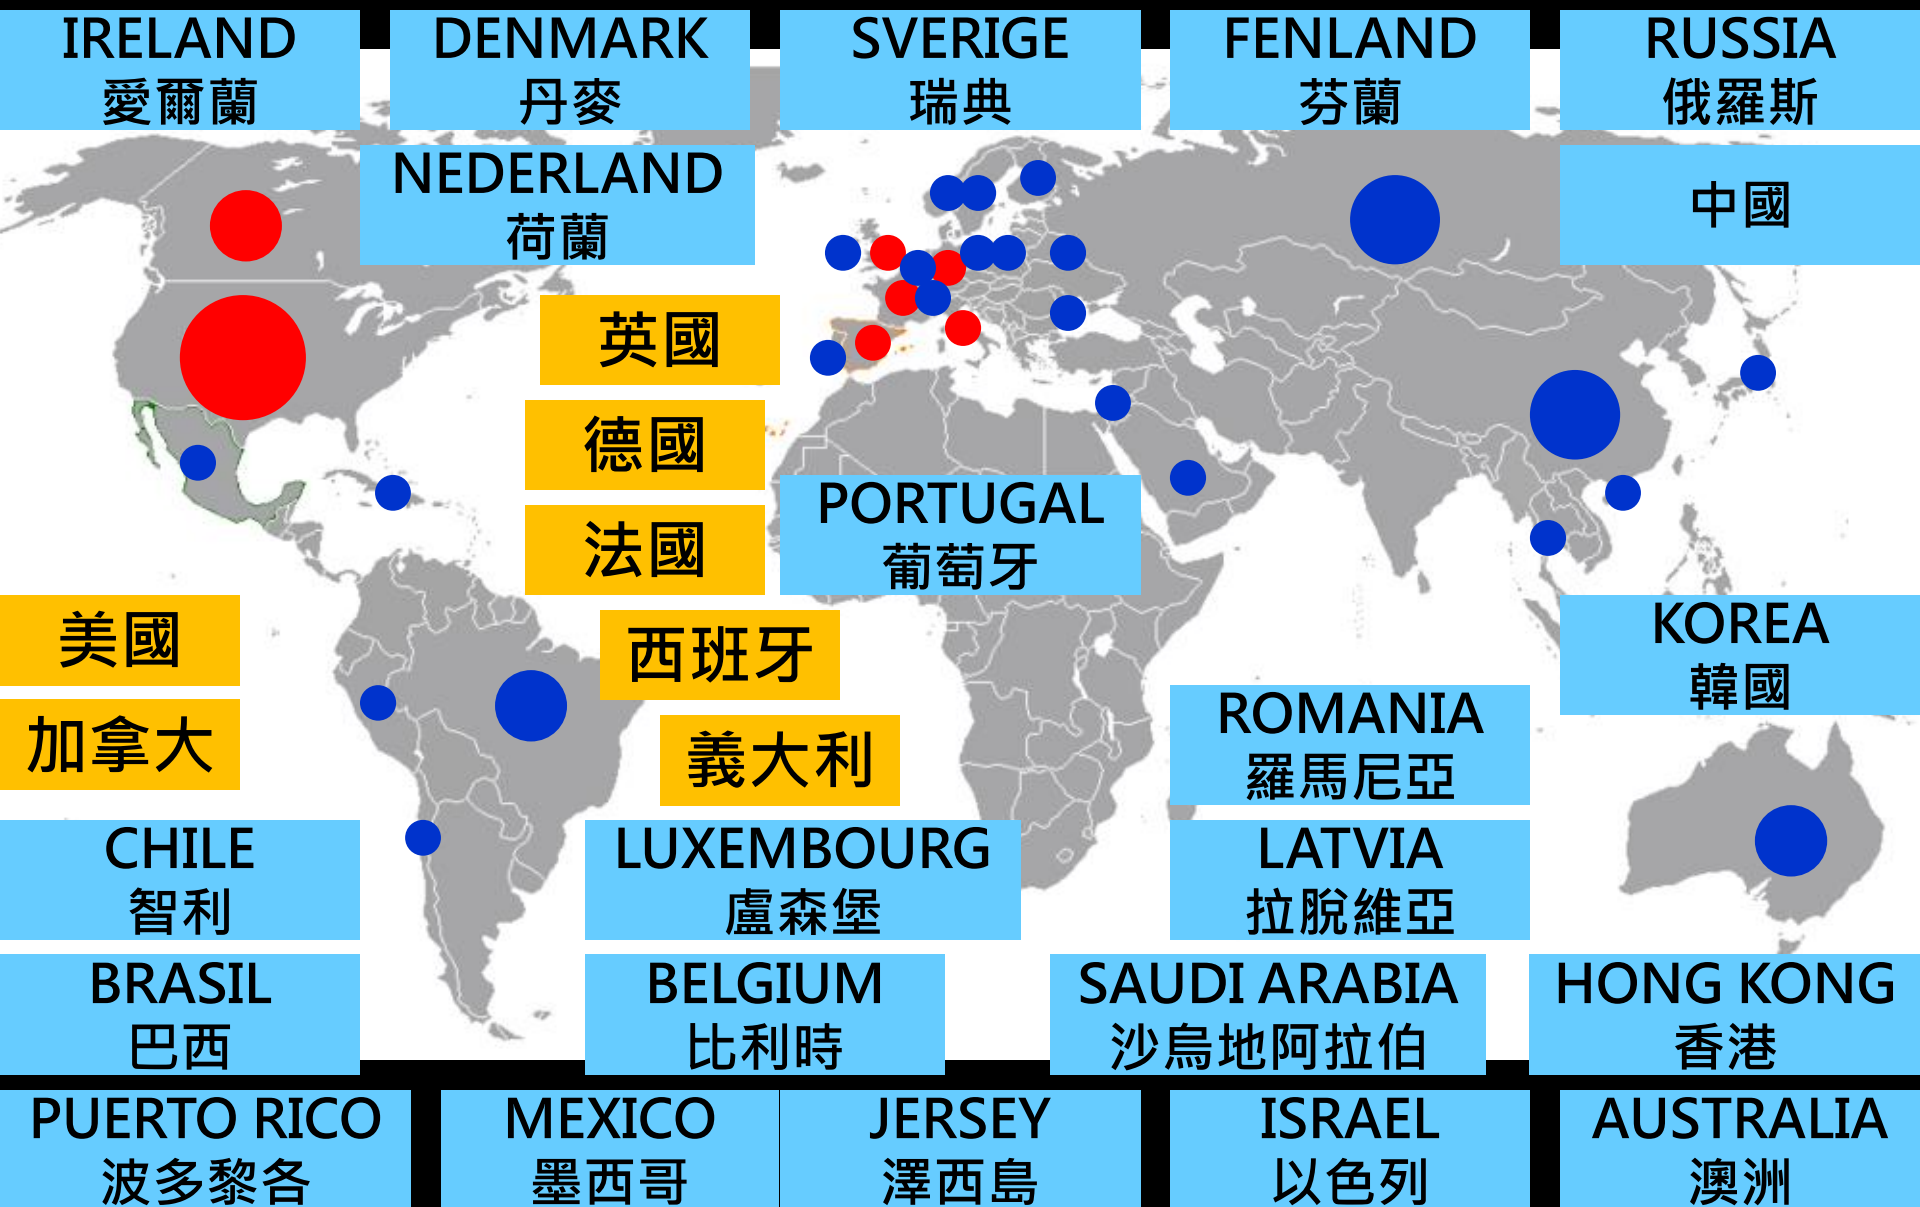 IRELAND
愛爾蘭
DENMARK
丹麥
SVERIGE
瑞典
FENLAND
芬蘭
RUSSIA
俄羅斯
NEDERLAND
荷蘭
中國
英國
德國
法國
PORTUGAL
葡萄牙
美國
西班牙
KOREA
韓國
加拿大
義大利
ROMANIA
羅馬尼亞
CHILE
智利
LUXEMBOURG
盧森堡
LATVIA
拉脫維亞
BRASIL
巴西
BELGIUM
比利時
SAUDI ARABIA
沙烏地阿拉伯
HONG KONG
香港
PUERTO RICO
波多黎各
MEXICO
墨西哥
JERSEY
澤西島
ISRAEL
以色列
AUSTRALIA
澳洲